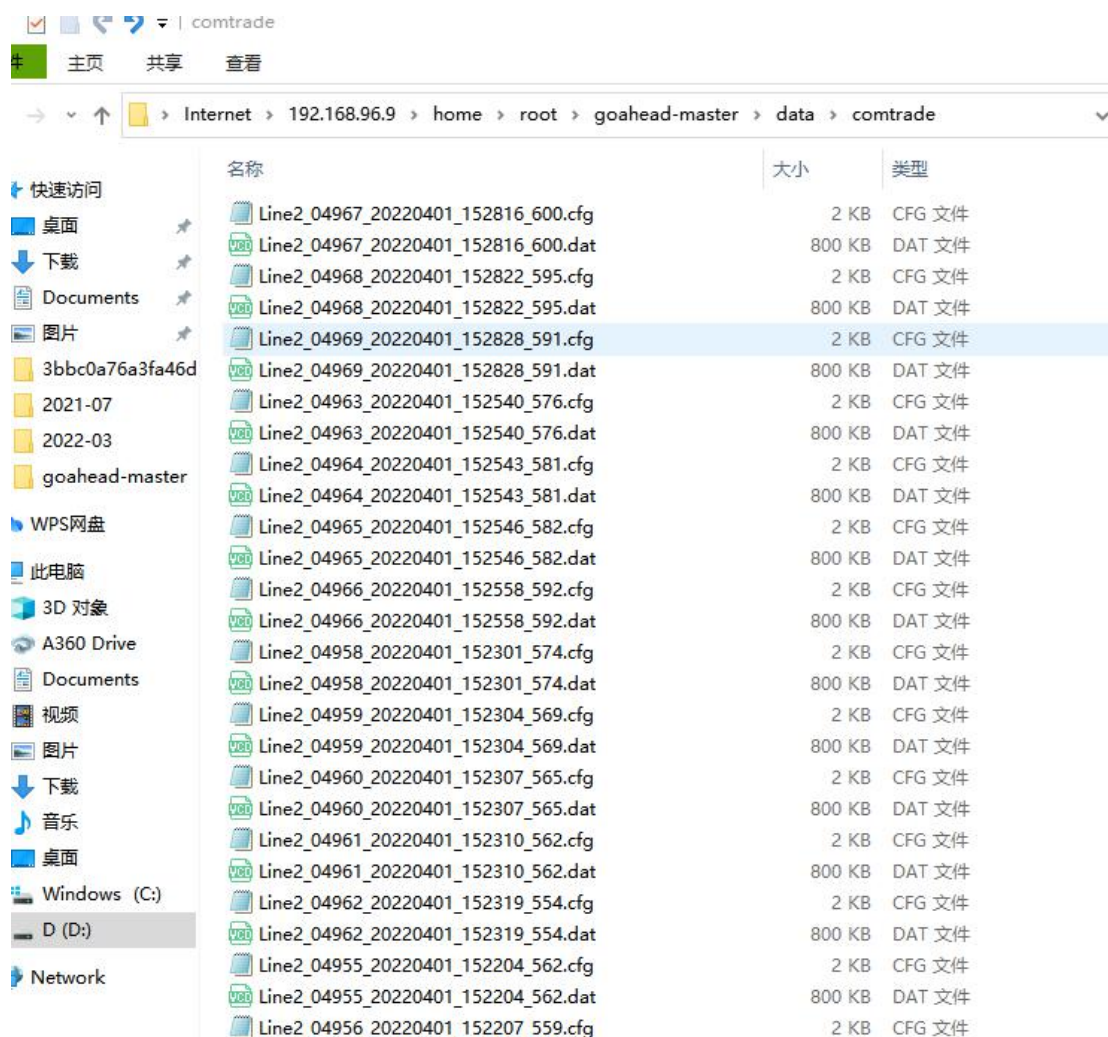 comtrade
件 主页 共享 查看
Internet > 192.168.96.9 > home > root > goahead-master > data > comtrade
快速访问
桌面
下载
Documents
图片
3bbc0a76a3fa46d
2021-07
2022-03
goahead-master
WPS网盘
此电脑
3D 对象
A360 Drive
Documents
视频
图片
下载
音乐
桌面
Windows (C:)
D (D:)
Network
名称 大小 类型
Line2_04967_20220401_152816_600.cfg 2 KB CFG 文件
Line2_04967_20220401_152816_600.dat 800 KB DAT 文件
Line2_04968_20220401_152822_595.cfg 2 KB CFG 文件
Line2_04968_20220401_152822_595.dat 800 KB DAT 文件
Line2_04969_20220401_152828_591.cfg 2 KB CFG 文件
Line2_04969_20220401_152828_591.dat 800 KB DAT 文件
Line2_04963_20220401_152540_576.cfg 2 KB CFG 文件
Line2_04963_20220401_152540_576.dat 800 KB DAT 文件
Line2_04964_20220401_152543_581.cfg 2 KB CFG 文件
Line2_04964_20220401_152543_581.dat 800 KB DAT 文件
Line2_04965_20220401_152546_582.cfg 2 KB CFG 文件
Line2_04965_20220401_152546_582.dat 800 KB DAT 文件
Line2_04966_20220401_152558_592.cfg 2 KB CFG 文件
Line2_04966_20220401_152558_592.dat 800 KB DAT 文件
Line2_04958_20220401_152301_574.cfg 2 KB CFG 文件
Line2_04958_20220401_152301_574.dat 800 KB DAT 文件
Line2_04959_20220401_152304_569.cfg 2 KB CFG 文件
Line2_04959_20220401_152304_569.dat 800 KB DAT 文件
Line2_04960_20220401_152307_565.cfg 2 KB CFG 文件
Line2_04960_20220401_152307_565.dat 800 KB DAT 文件
Line2_04961_20220401_152310_562.cfg 2 KB CFG 文件
Line2_04961_20220401_152310_562.dat 800 KB DAT 文件
Line2_04962_20220401_152319_554.cfg 2 KB CFG 文件
Line2_04962_20220401_152319_554.dat 800 KB DAT 文件
Line2_04955_20220401_152204_562.cfg 2 KB CFG 文件
Line2_04955_20220401_152204_562.dat 800 KB DAT 文件
Line2_04956_20220401_152207_559.cfg 2 KB CFG 文件